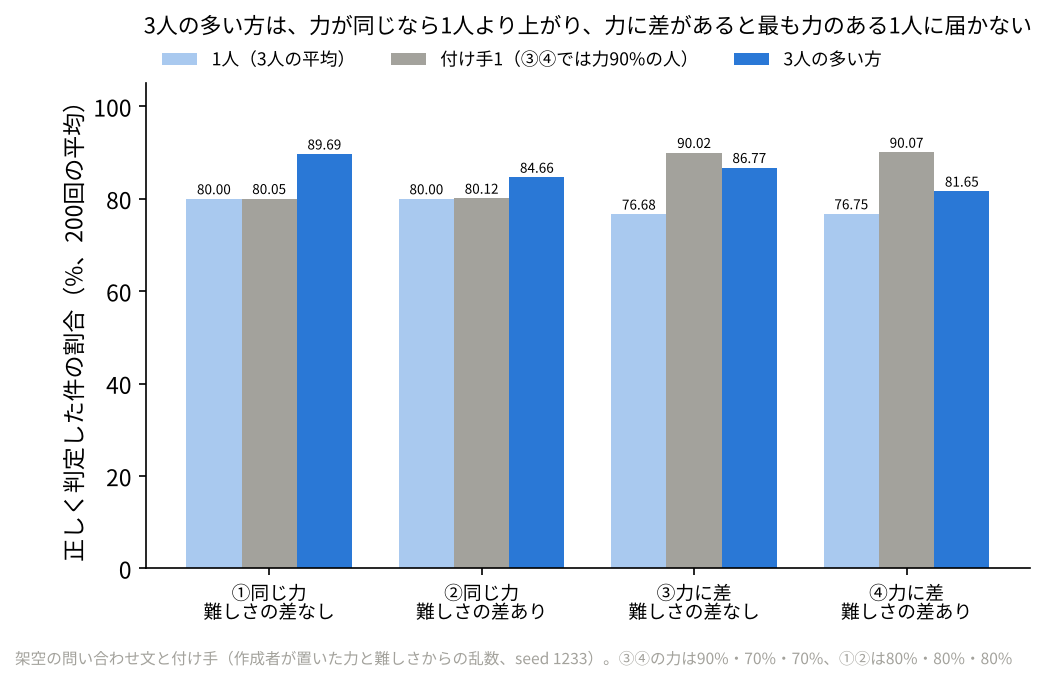 3人の多い方は、力が同じなら1人より上がり、力に差があると最も力のある1人に届かない
1人（3人の平均） 付け手1（③④では力90%の人） 3人の多い方
正しく判定した件の割合（%、200回の平均）
100
80
60
40
20
0
80.00 80.05 89.69
80.00 80.12 84.66
76.68 90.02 86.77
76.75 90.07 81.65
①同じ力
難しさの差なし
②同じ力
難しさの差あり
③力に差
難しさの差なし
④力に差
難しさの差あり
架空の問い合わせ文と付け手（作成者が置いた力と難しさからの乱数、seed 1233）。③④の力は90%・70%・70%、①②は80%・80%・80%